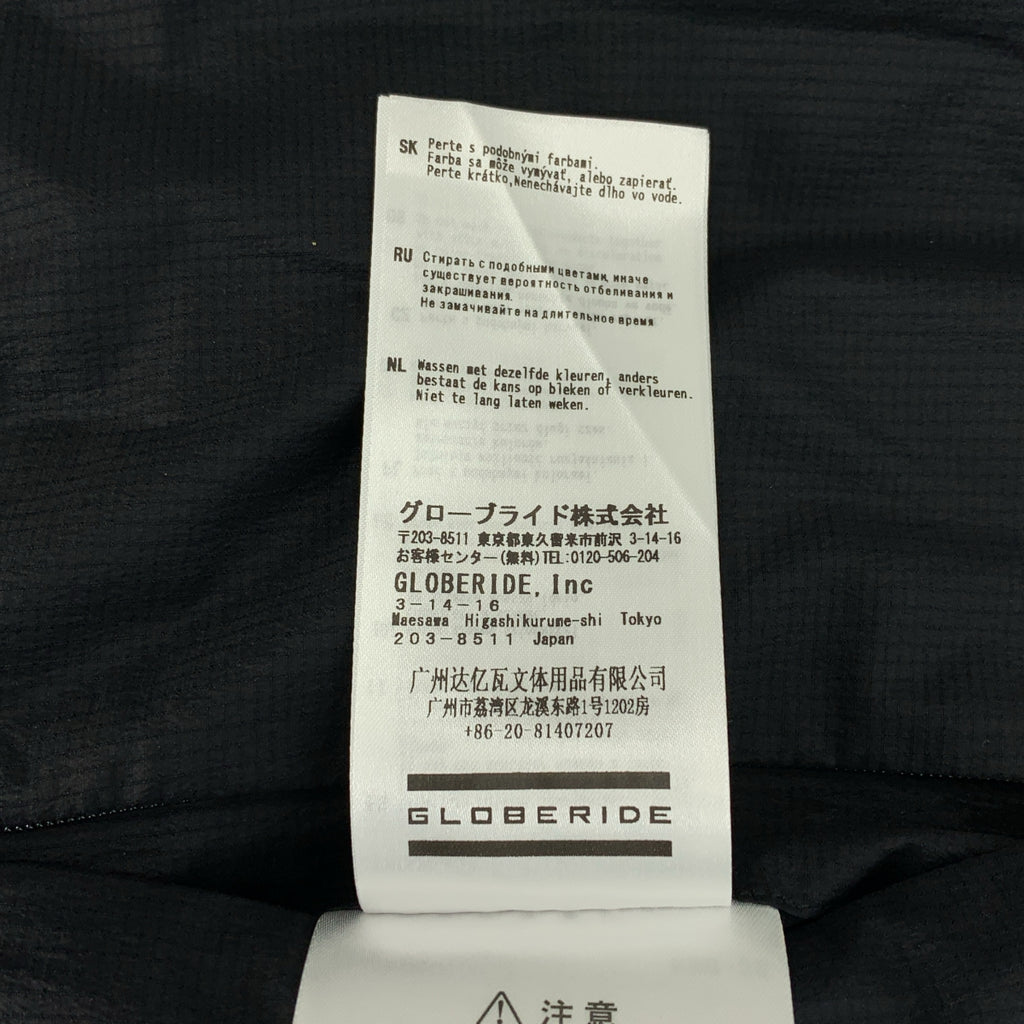 SK Perte s podobnými farbami.
Farba sa môže vymývať, alebo zapierať.
Perte krátko,Nenechávajte dlho vo vode.
RU Стирать с подобными цветами, иначе
существует вероятность отбеливания и
закрашивания.
Не замачивайте на длительное время
NL Wassen met dezelfde kleuren, anders
bestaat de kans op bleken of verkleuren.
Niet te lang laten weken.
グローブライド株式会社
〒203-8511 東京都東久留米市前沢 3-14-16
お客様センター(無料)TEL:0120-506-204
GLOBERIDE, Inc
3-14-16
Maesawa Higashikurume-shi Tokyo
203-8511 Japan
广州达亿瓦文体用品有限公司
广州市荔湾区龙溪东路1号1202房
+86-20-81407207
GLOBERIDE
注意